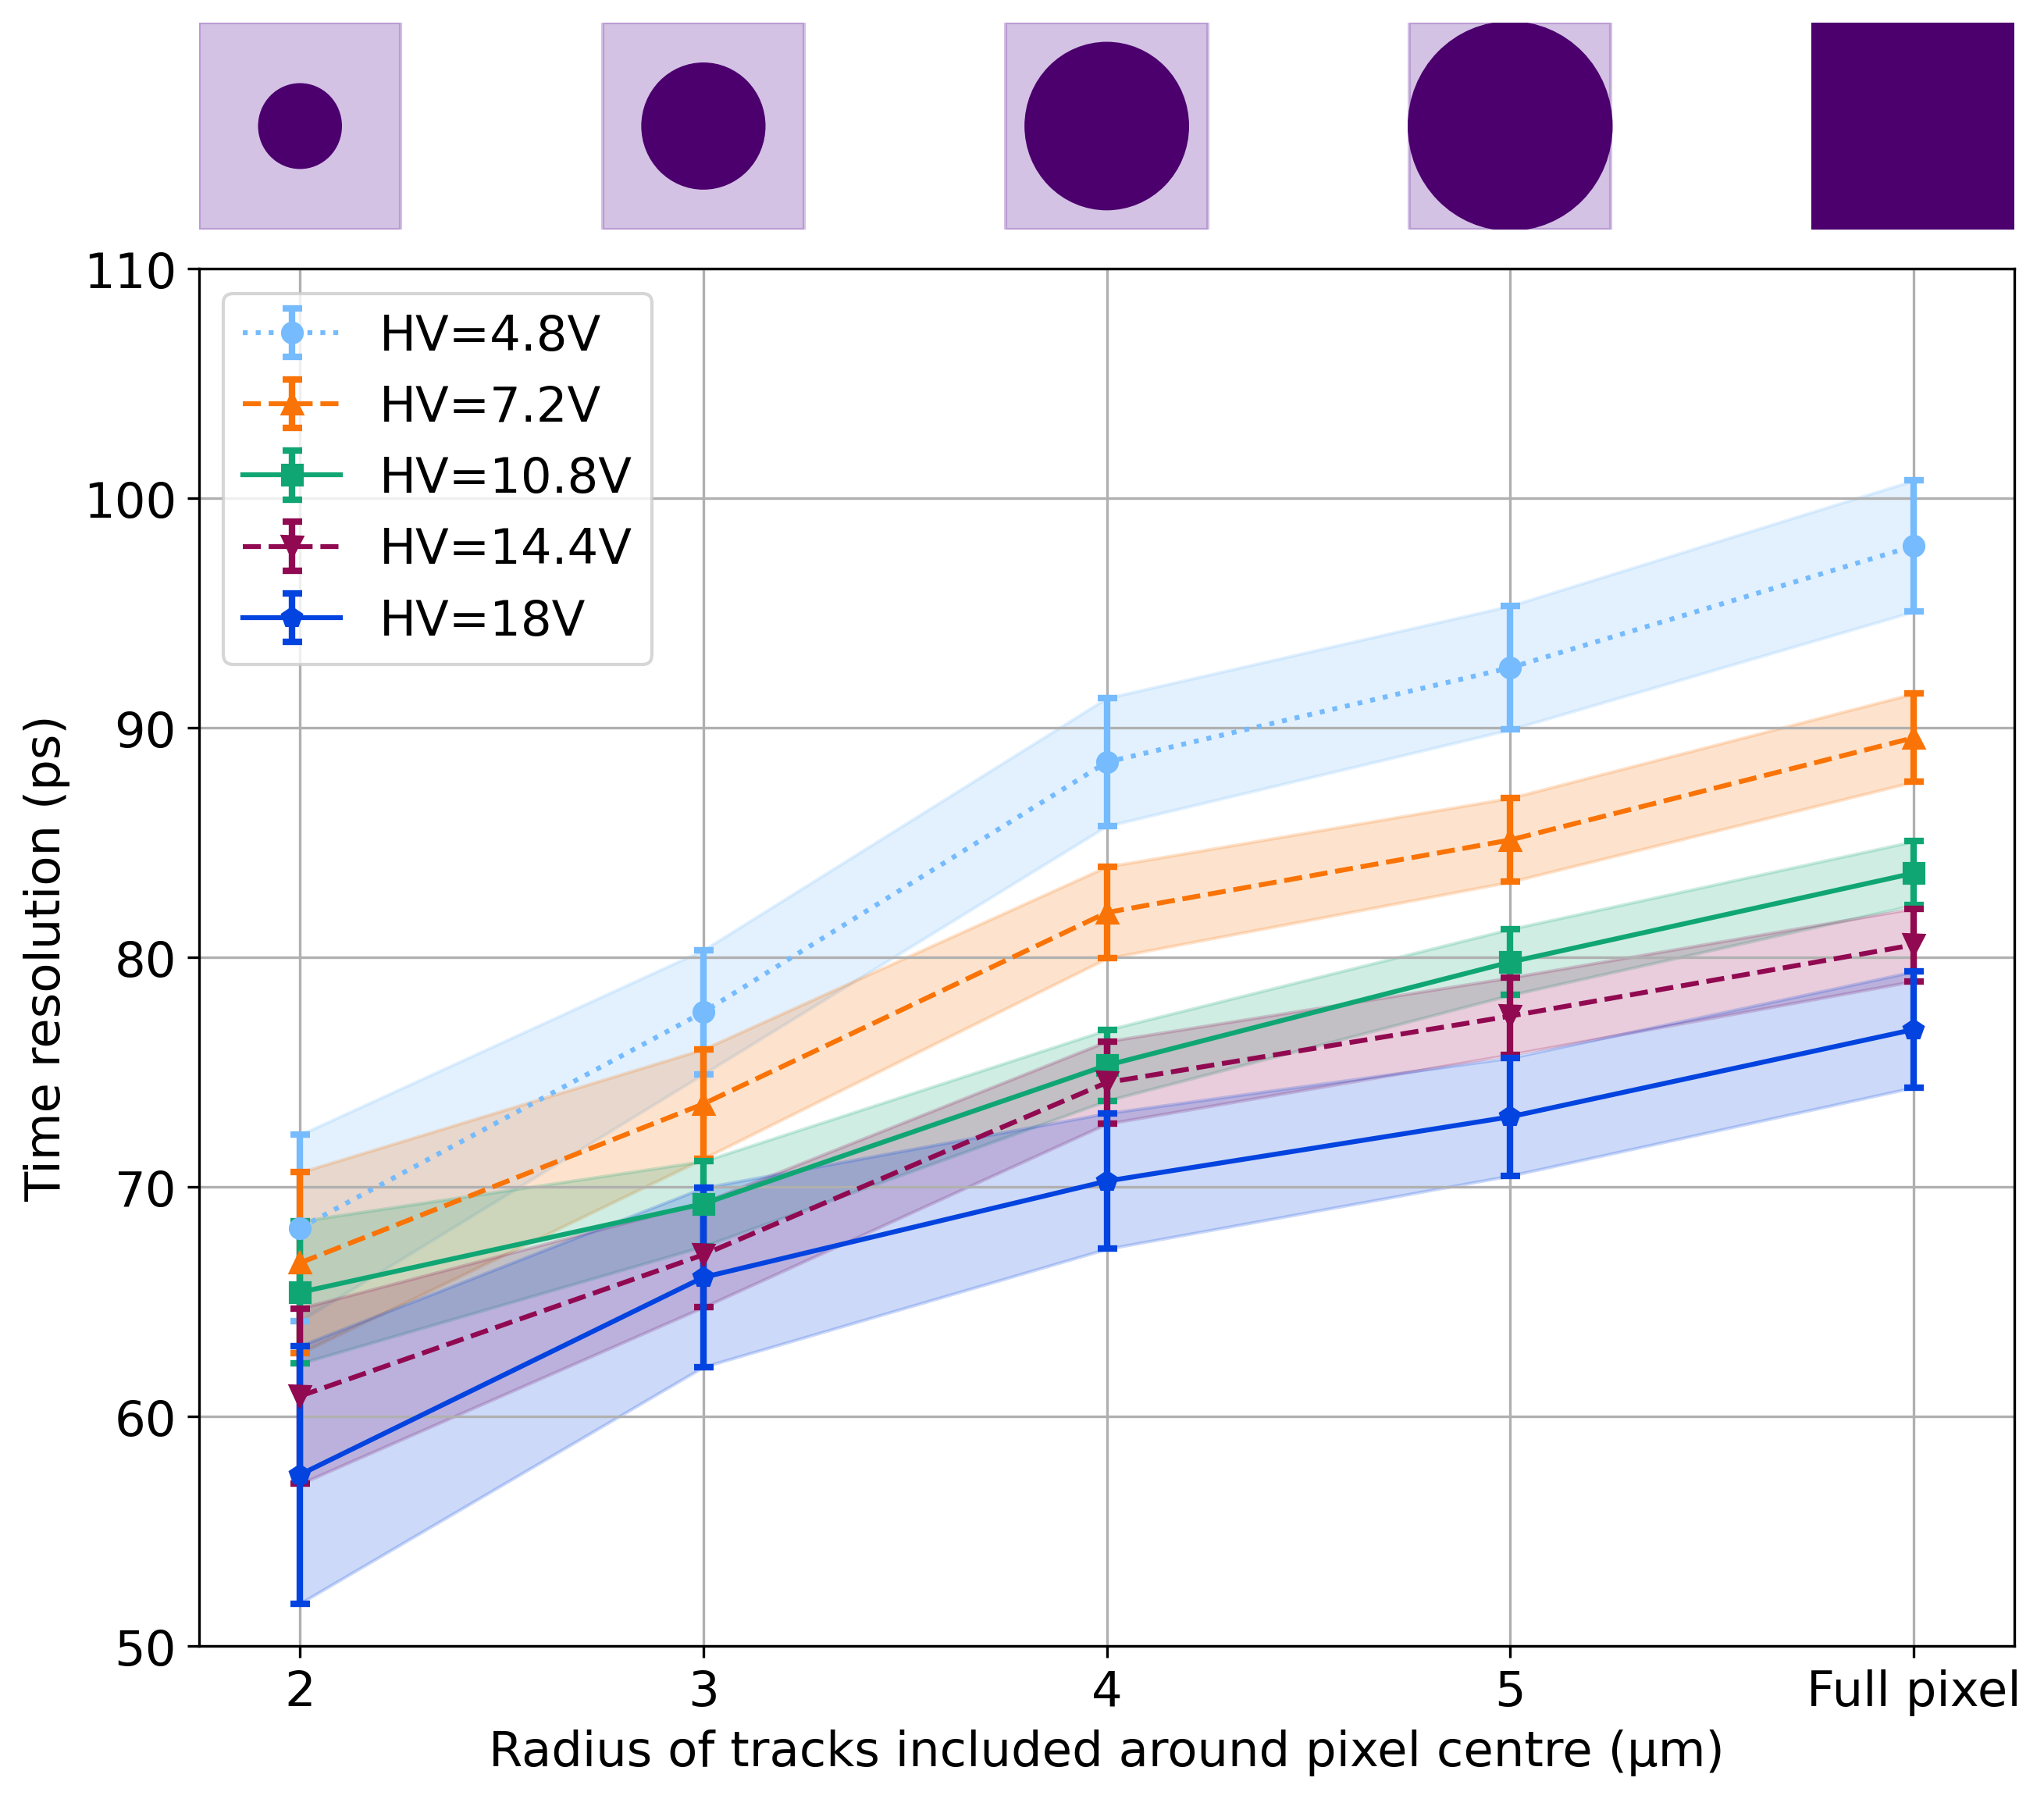 110
100
90
80
70
60
50
Time resolution (ps)
HV=4.8V
HV=7.2V
HV=10.8V
HV=14.4V
HV=18V
2 3 4 5 Full pixel
Radius of tracks included around pixel centre (μm)